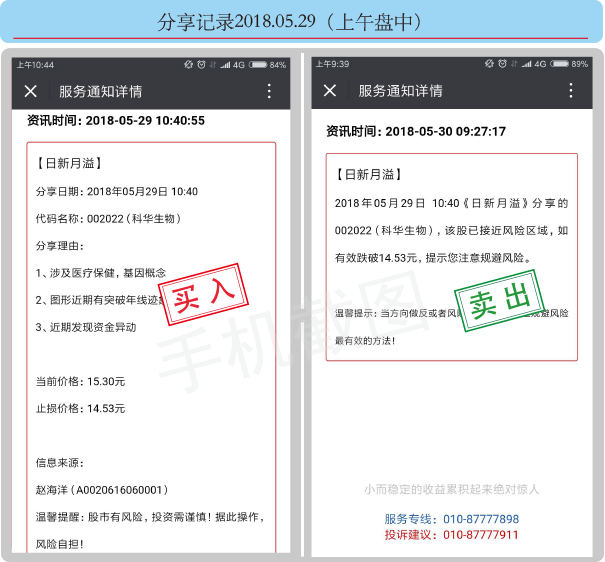 分享记录2018.05.29（上午盘中）
上午10:44
4G
84%
服务通知详情
资讯时间: 2018-05-29 10:40:55
【日新月溢】
分享日期: 2018年05月29日 10:40
代码名称: 002022 (科华生物)
分享理由:
1、涉及医疗保健, 基因概念
2、图形近期有突破年线迹
3、近期发现资金异动
买入
当前价格: 15.30元
止损价格: 14.53元
信息来源:
赵海洋 (A0020616060001)
温馨提醒: 股市有风险, 投资需谨慎! 据此操作,
风险自担!
上午9:39
4G
89%
服务通知详情
资讯时间: 2018-05-30 09:27:17
【日新月溢】
2018年05月29日 10:40《日新月溢》分享的
002022 (科华生物), 该股已接近风险区域, 如
有效跌破14.53元, 提示您注意规避风险。
卖出
温馨提示: 当方向做反或者风 规避风险
最有效的方法!
小而稳定的收益累积起来绝对惊人
服务专线: 010-87777898
投诉建议: 010-87777911
手机截图